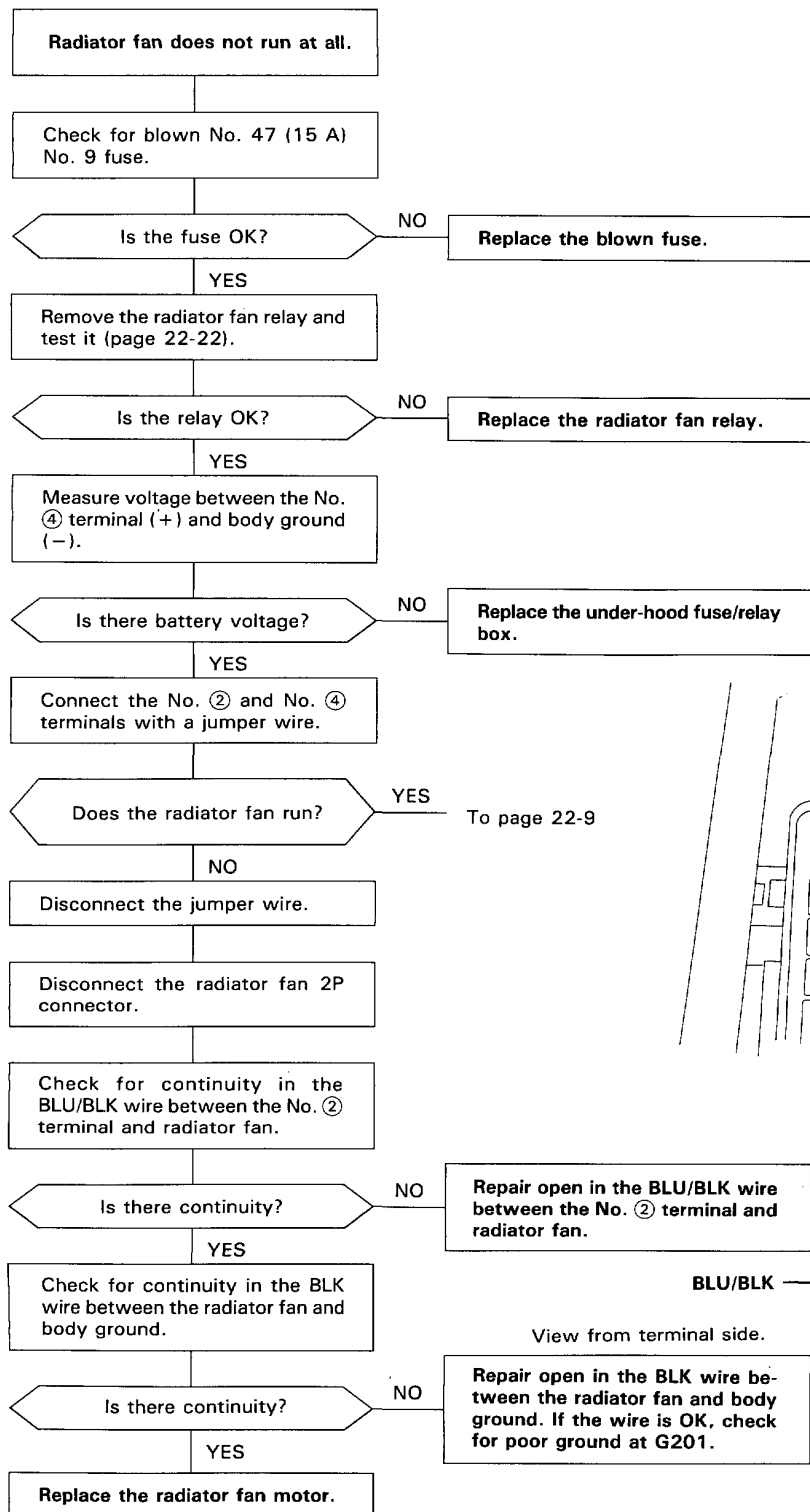 Radiator fan does not run at all.
Check for blown No. 47 (15 A)
No. 9 fuse.
Is the fuse OK?
NO
Replace the blown fuse.
YES
Remove the radiator fan relay and
test it (page 22-22).
Is the relay OK?
NO
Replace the radiator fan relay.
YES
Measure voltage between the No.
④ terminal (+) and body ground
(−).
Is there battery voltage?
NO
Replace the under-hood fuse/relay
box.
YES
Connect the No. ② and No. ④
terminals with a jumper wire.
Does the radiator fan run?
YES
To page 22-9
NO
Disconnect the jumper wire.
Disconnect the radiator fan 2P
connector.
Check for continuity in the
BLU/BLK wire between the No. ②
terminal and radiator fan.
Is there continuity?
NO
Repair open in the BLU/BLK wire
between the No. ② terminal and
radiator fan.
YES
Check for continuity in the BLK
wire between the radiator fan and
body ground.
BLU/BLK
View from terminal side.
Is there continuity?
NO
Repair open in the BLK wire be-
tween the radiator fan and body
ground. If the wire is OK, check
for poor ground at G201.
YES
Replace the radiator fan motor.